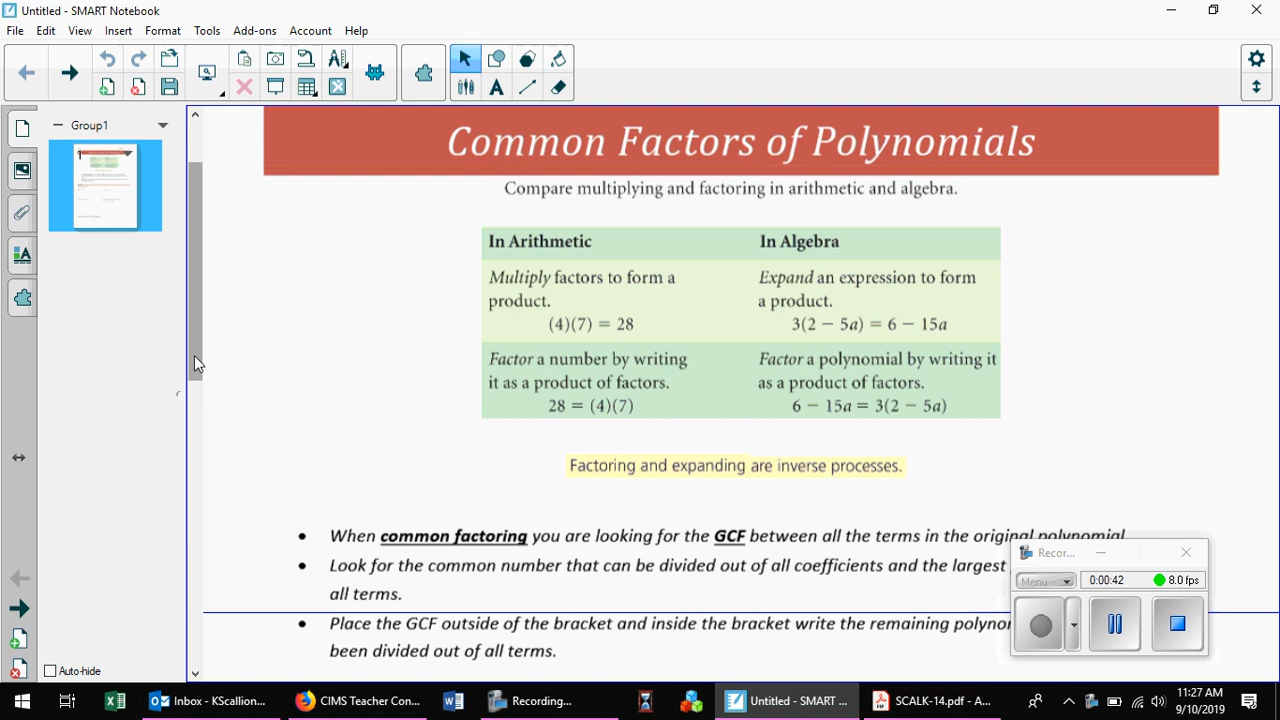 Untitled - SMART Notebook
File Edit View Insert Format Tools Add-ons Account Help
Group1
1
Common Factors of Polynomials
Compare multiplying and factoring in arithmetic and algebra.
In Arithmetic In Algebra
Multiply factors to form a Expand an expression to form
product. a product.
(4)(7) = 28 3(2 − 5a) = 6 − 15a
Factor a number by writing Factor a polynomial by writing it
it as a product of factors. as a product of factors.
28 = (4)(7) 6 − 15a = 3(2 − 5a)
Factoring and expanding are inverse processes.
• When common factoring you are looking for the GCF between all the terms in the original polynomial
• Look for the common number that can be divided out of all coefficients and the largest
all terms.
• Place the GCF outside of the bracket and inside the bracket write the remaining
been divided out of all terms.
Recor...
Menu 0:00:42 8.0 fps
Auto-hide
Inbox - KScallion... CIMS Teacher Con... Recording... Untitled - SMART ... SCALK-14.pdf - A...
11:27 AM
9/10/2019